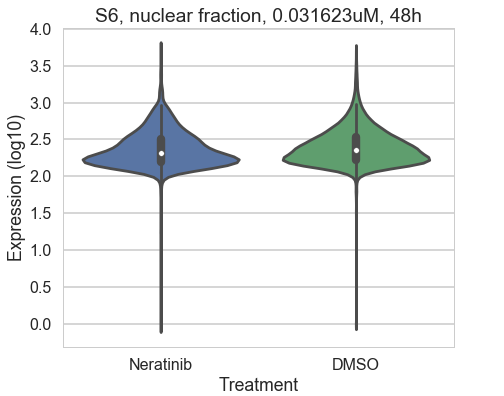 S6, nuclear fraction, 0.031623uM, 48h
Expression (log10)
4.0
3.5
3.0
2.5
2.0
1.5
1.0
0.5
0.0
Neratinib DMSO
Treatment